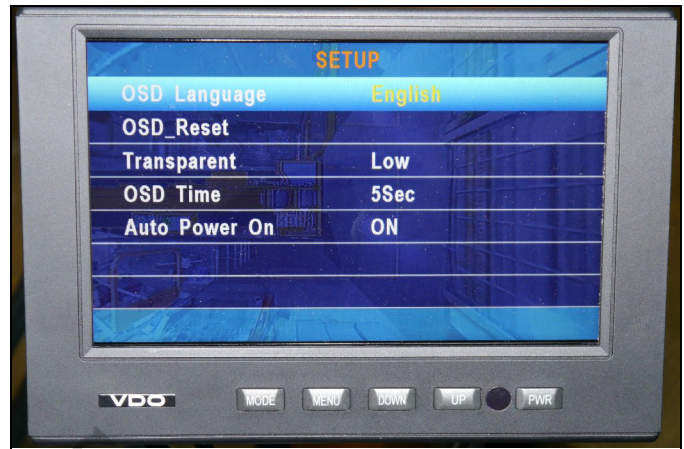 SETUP
OSD Language English
OSD_Reset
Transparent Low
OSD Time 5Sec
Auto Power On ON
VDO MODE MENU DOWN UP PWR